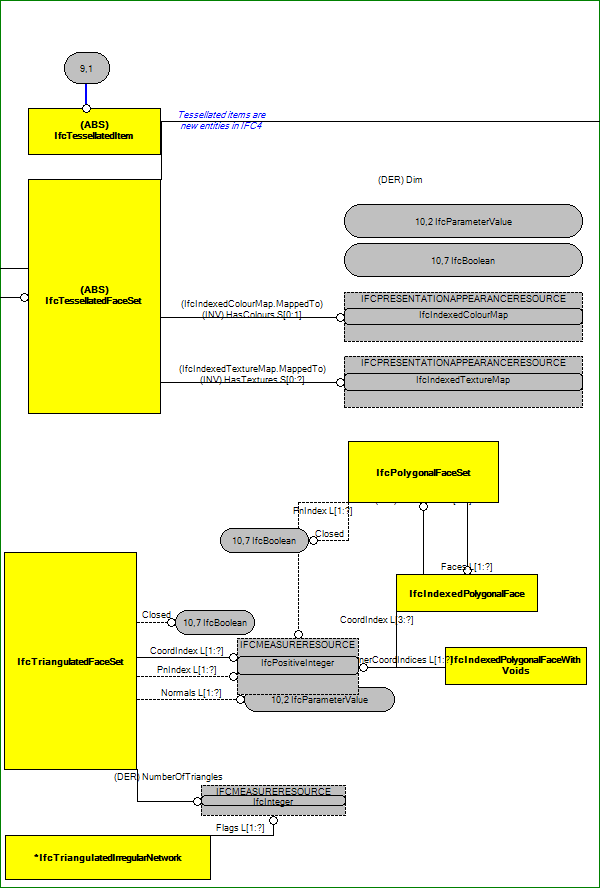 9,1
(ABS)
IfcTessellatedItem
Tessellated items are
new entities in IFC4
(DER) Dim
10,2 IfcParameterValue
10,7 IfcBoolean
(ABS)
IfcTessellatedFaceSet
(IfcIndexedColourMap.MappedTo)
(INV) HasColours S[0:1]
IFCPRESENTATIONAPPEARANCERESOURCE
IfcIndexedColourMap
(IfcIndexedTextureMap.MappedTo)
(INV) HasTextures S[0:?]
IFCPRESENTATIONAPPEARANCERESOURCE
IfcIndexedTextureMap
IfcPolygonalFaceSet
PnIndex L[1:?]
Closed
10,7 IfcBoolean
Faces L[1:?]
IfcIndexedPolygonalFace
CoordIndex L[3:?]
Closed
10,7 IfcBoolean
IfcTriangulatedFaceSet
CoordIndex L[1:?]
IFCMEASURERESOURCE
IfcPositiveInteger
nerCoordIndices L[1:?]
IfcIndexedPolygonalFaceWith
Voids
PnIndex L[1:?]
Normals L[1:?]
10,2 IfcParameterValue
(DER) NumberOfTriangles
IFCMEASURERESOURCE
IfcInteger
Flags L[1:?]
*IfcTriangulatedIrregularNetwork